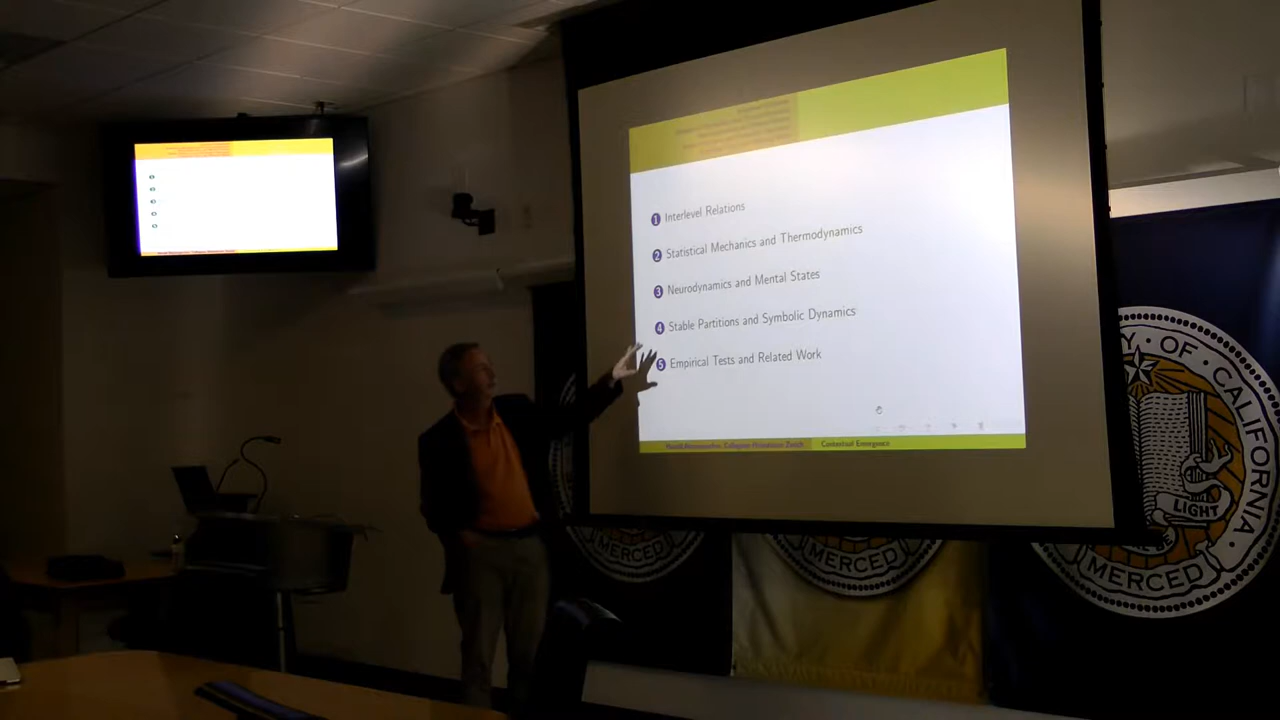 1 Interlevel Relations
2 Statistical Mechanics and Thermodynamics
3 Neurodynamics and Mental States
4 Stable Partitions and Symbolic Dynamics
5 Empirical Tests and Related Work
Contextual Emergence
Y · OF · CALIFORNIA
LIGHT
MERCED
MERCED
MERCED